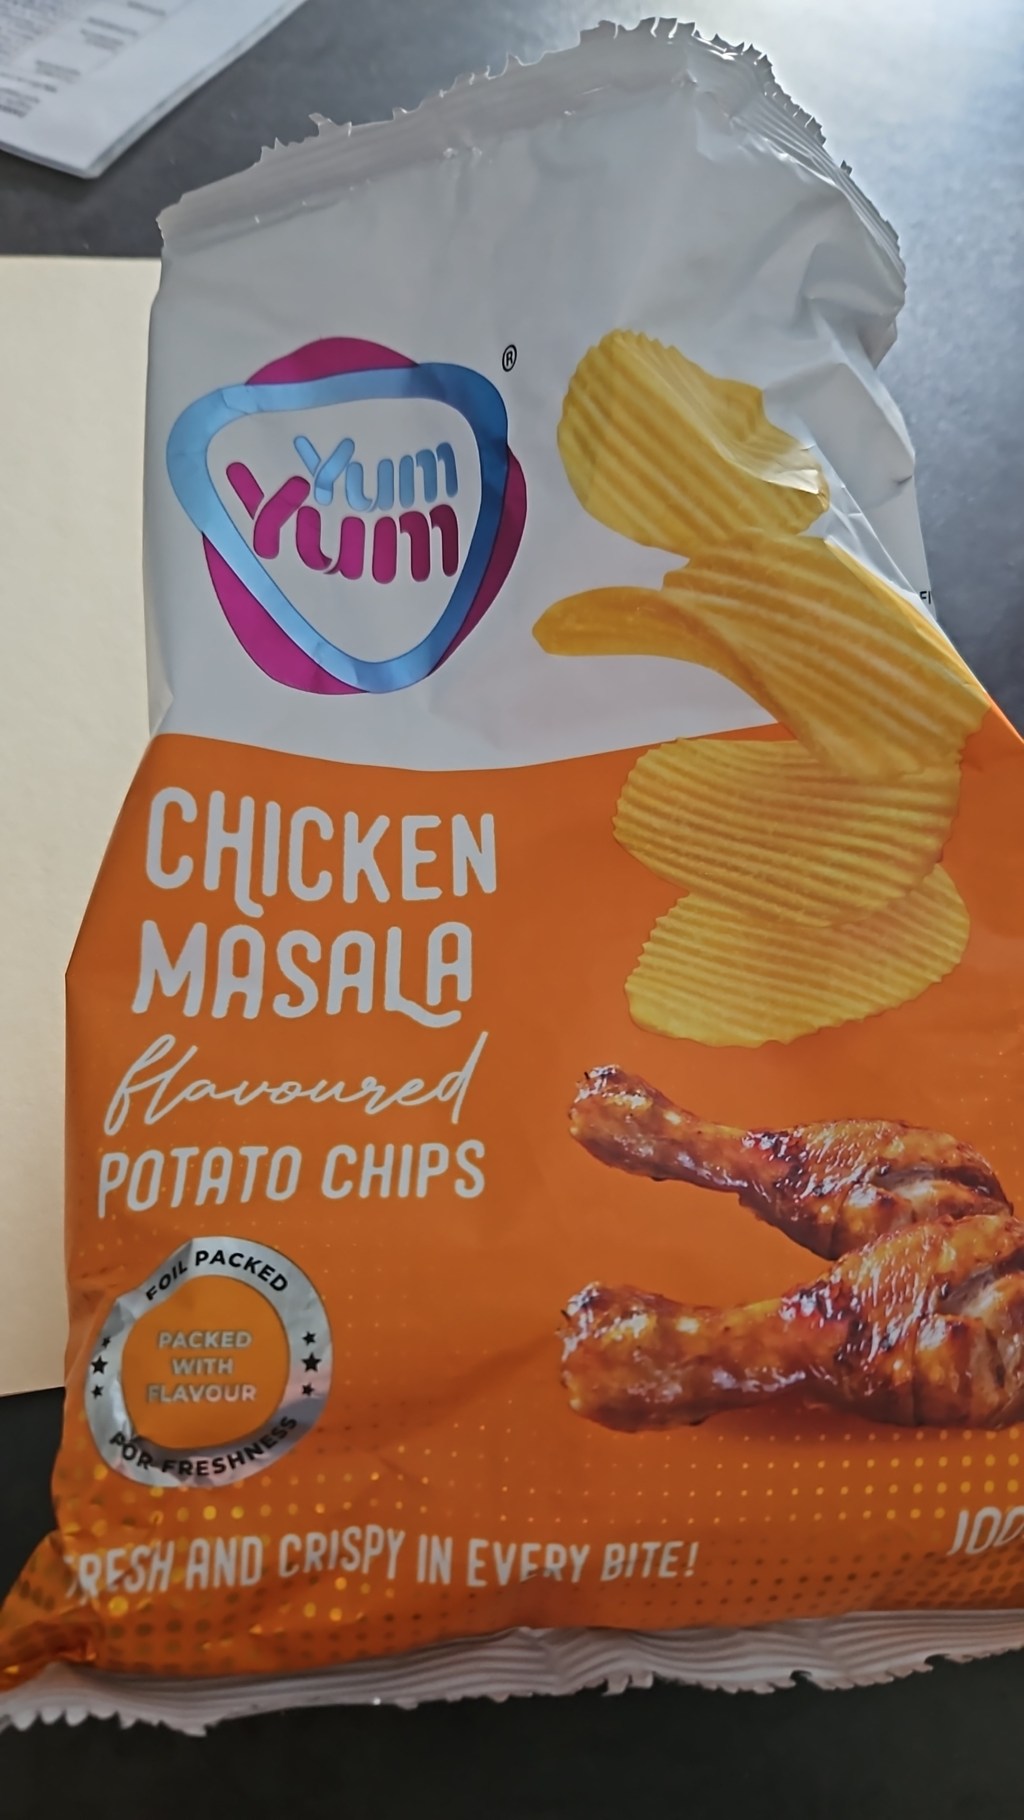 ®
Yum
Yum
CHICKEN
MASALA
flavoured
POTATO CHIPS
FOIL PACKED
PACKED
WITH
FLAVOUR
FOR FRESHNESS
FRESH AND CRISPY IN EVERY BITE!